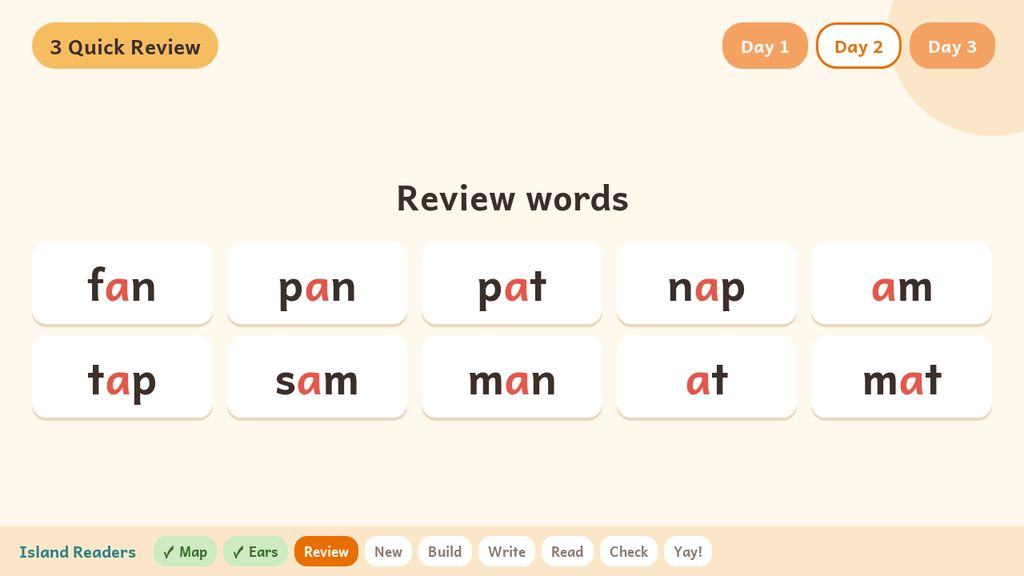 3 Quick Review
Day 1 Day 2 Day 3
Review words
fan pan pat nap am
tap sam man at mat
Island Readers ✓ Map ✓ Ears Review New Build Write Read Check Yay!